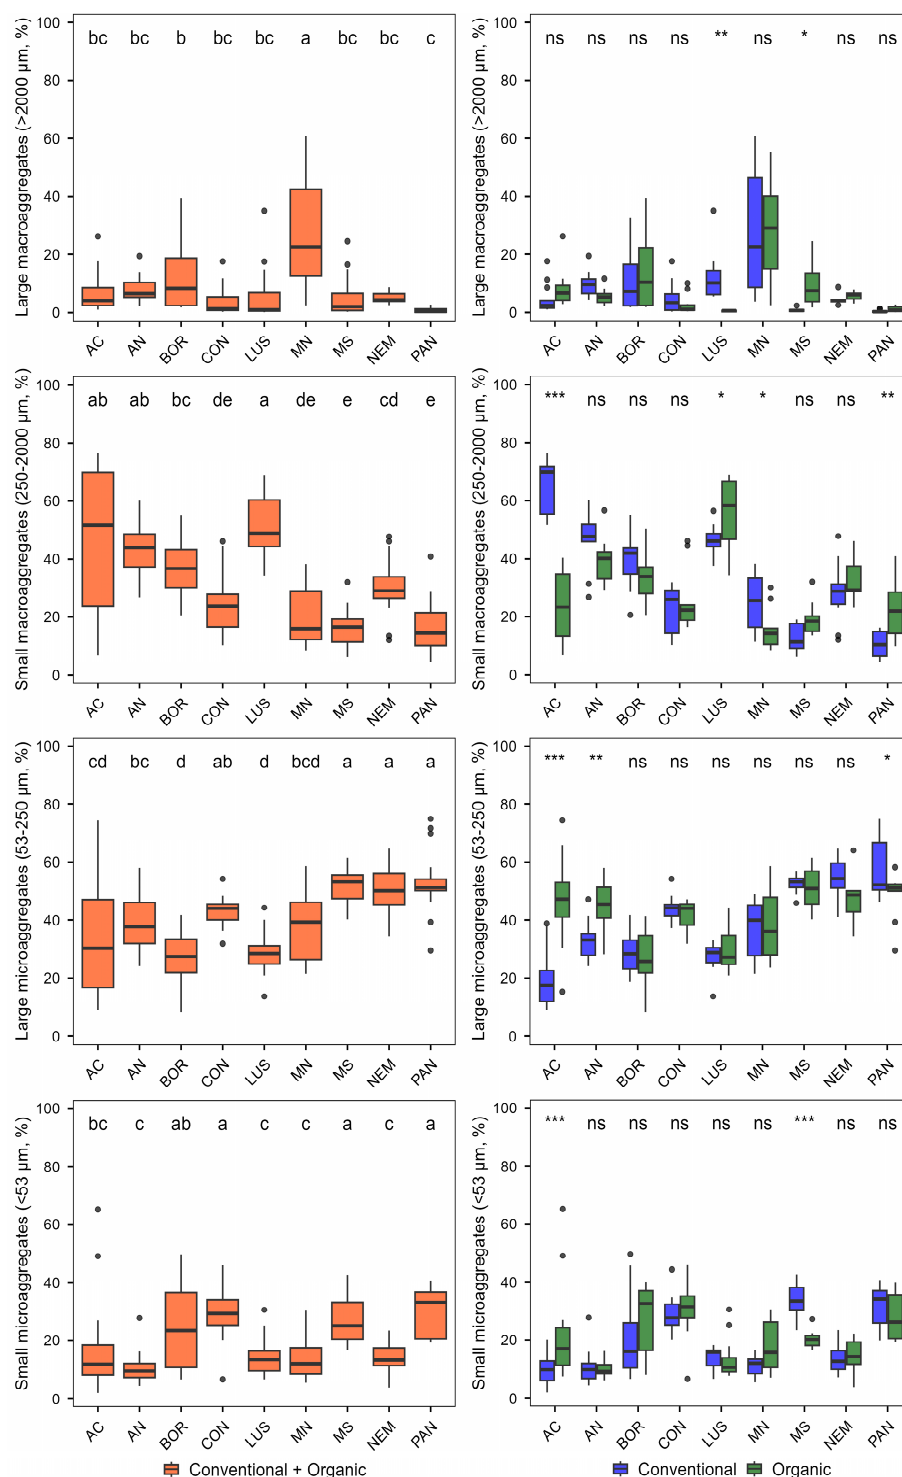 Large macroaggregates (>2000 µm, %)
100
80
60
40
20
0
bc bc b bc bc a bc bc c
AC AN BOR CON LUS MN MS NEM PAN
Large macroaggregates (>2000 µm, %)
100
80
60
40
20
0
ns ns ns ns ** ns * ns ns
AC AN BOR CON LUS MN MS NEM PAN
Small macroaggregates (250-2000 µm, %)
100
80
60
40
20
0
ab ab bc de a de e cd e
AC AN BOR CON LUS MN MS NEM PAN
Small macroaggregates (250-2000 µm, %)
100
80
60
40
20
0
*** ns ns ns * * ns ns **
AC AN BOR CON LUS MN MS NEM PAN
Large microaggregates (53-250 µm, %)
100
80
60
40
20
0
cd bc d ab d bcd a a a
AC AN BOR CON LUS MN MS NEM PAN
Large microaggregates (53-250 µm, %)
100
80
60
40
20
0
*** ** ns ns ns ns ns ns *
AC AN BOR CON LUS MN MS NEM PAN
Small microaggregates (<53 µm, %)
100
80
60
40
20
0
bc c ab a c c a c a
AC AN BOR CON LUS MN MS NEM PAN
Small microaggregates (<53 µm, %)
100
80
60
40
20
0
*** ns ns ns ns ns *** ns ns
AC AN BOR CON LUS MN MS NEM PAN
Conventional + Organic
Conventional Organic